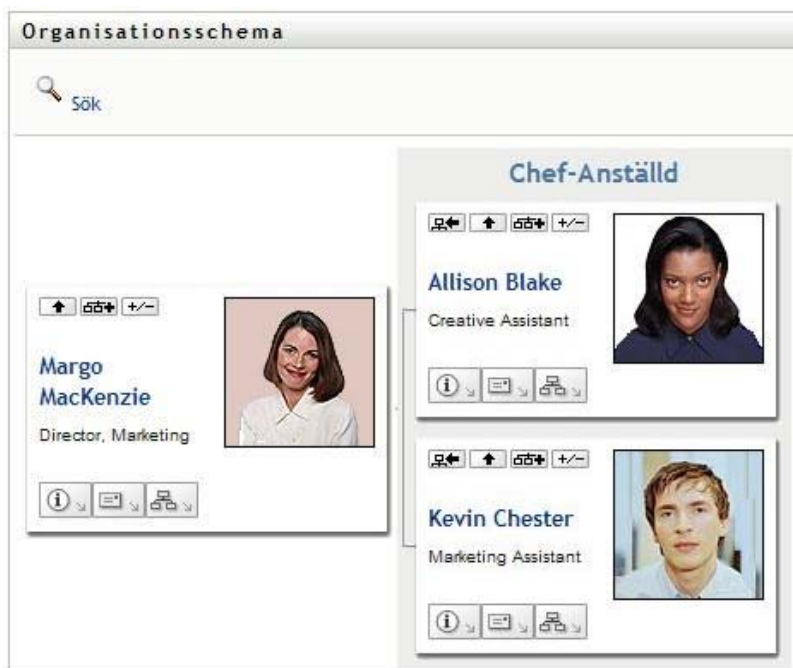 Organisationsschema
Sök
Chef-Anställd
Margo
MacKenzie
Director, Marketing
Allison Blake
Creative Assistant
Kevin Chester
Marketing Assistant